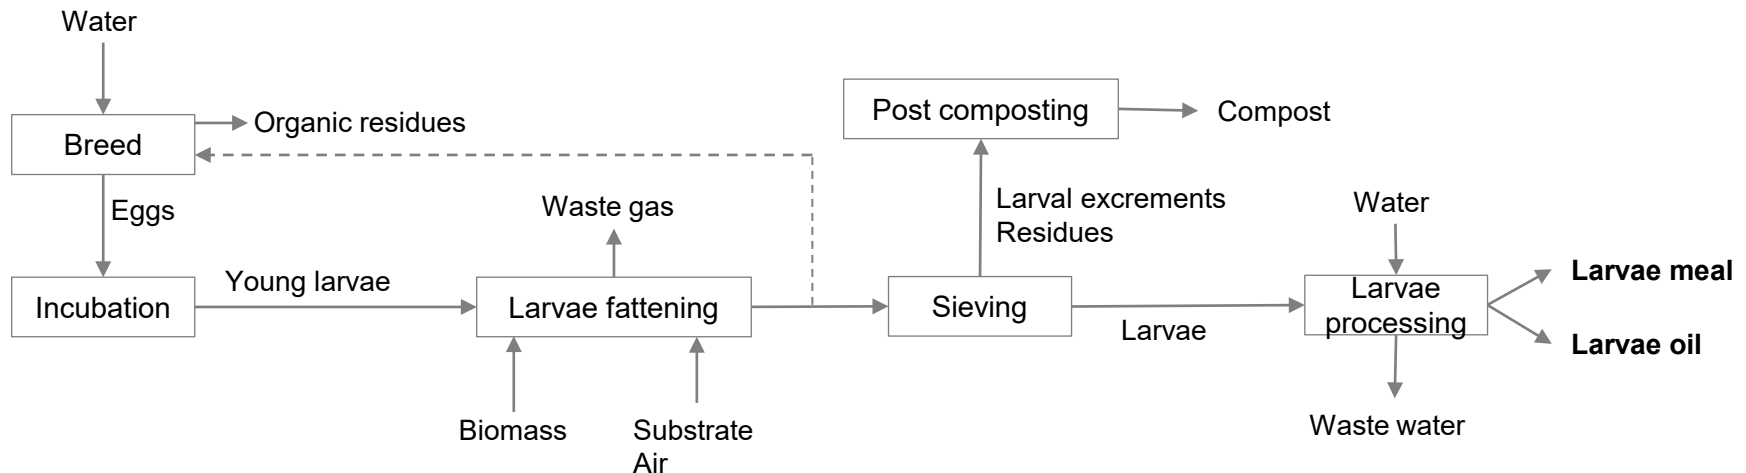 Water
Breed
Organic residues
Eggs
Incubation
Young larvae
Waste gas
Larvae fattening
Biomass
Substrate
Air
Post composting
Compost
Larval excrements
Residues
Sieving
Larvae
Water
Larvae
processing
Waste water
Larvae meal
Larvae oil